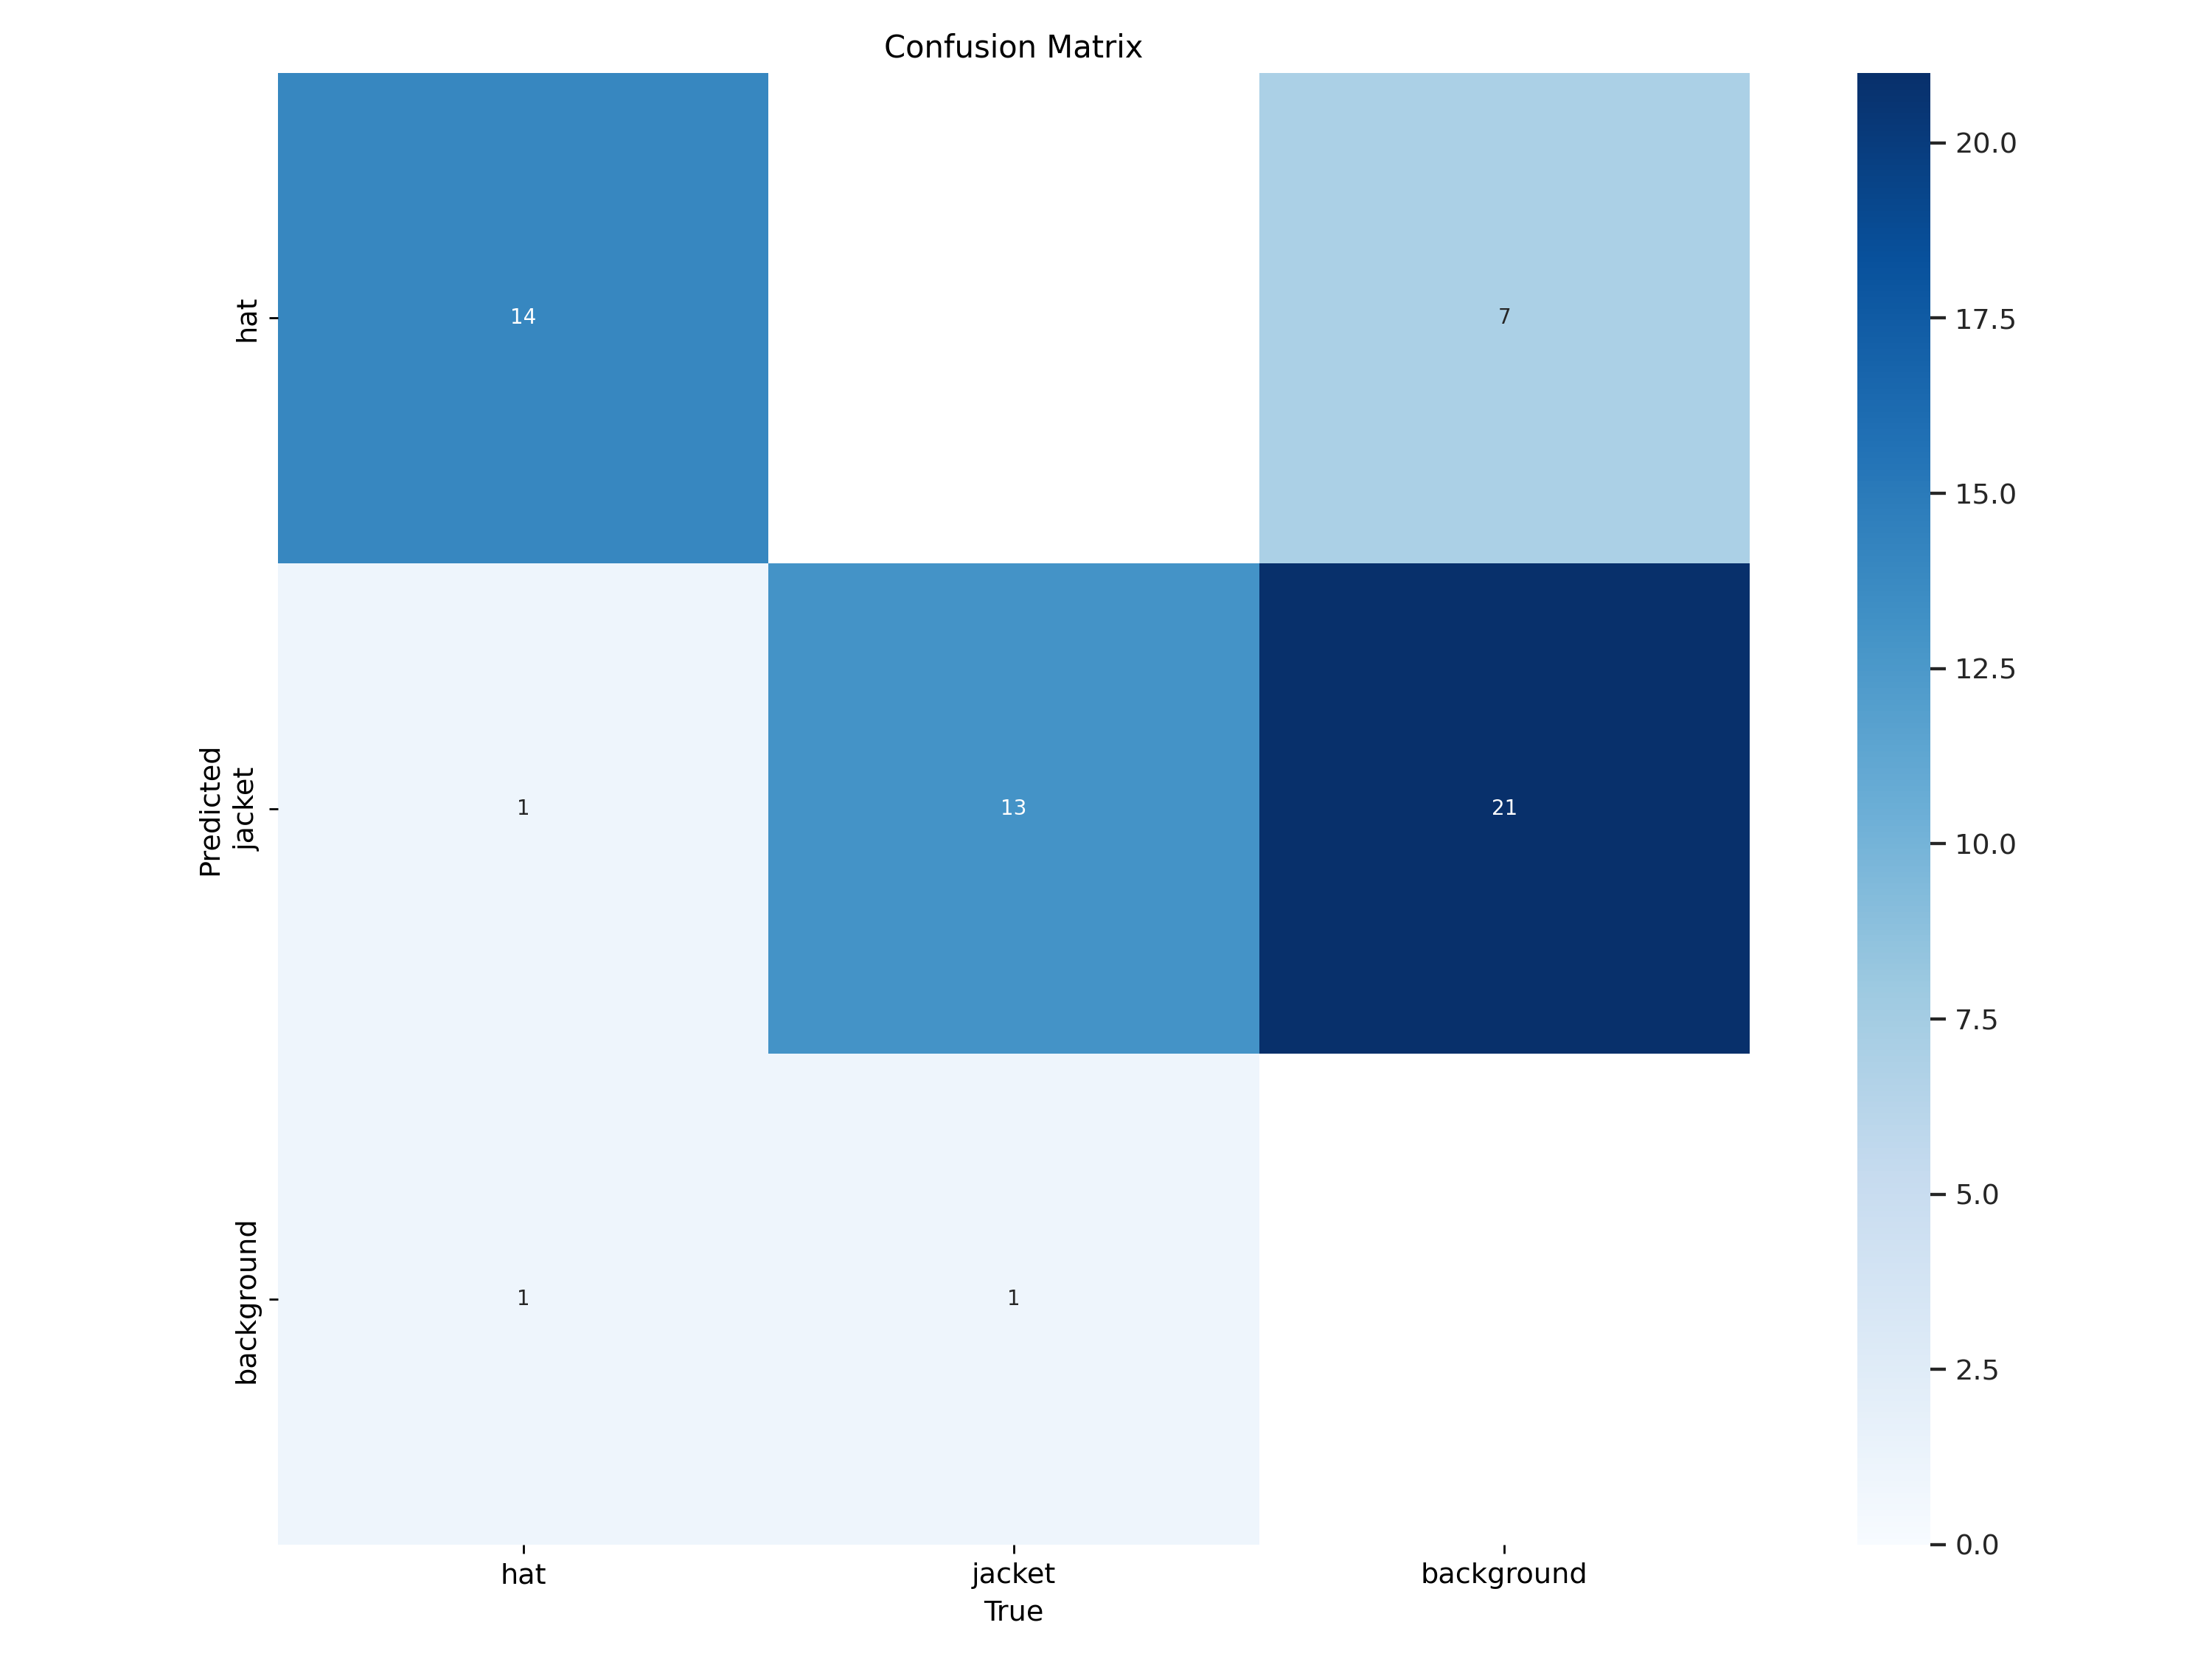 Confusion Matrix
hat
14
7
20.0
17.5
15.0
12.5
Predicted
jacket
1
13
21
10.0
7.5
5.0
background
1
1
2.5
0.0
hat
jacket
background
True